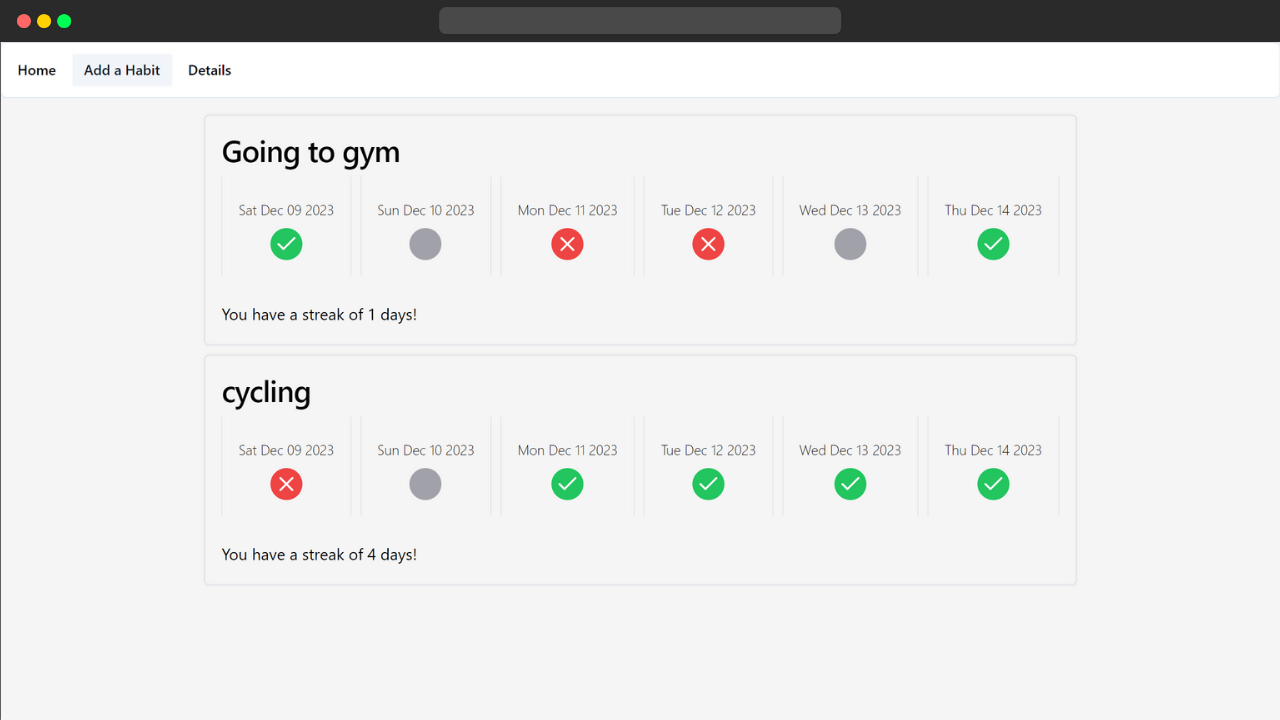 Home Add a Habit Details
Going to gym
Sat Dec 09 2023 Sun Dec 10 2023 Mon Dec 11 2023 Tue Dec 12 2023 Wed Dec 13 2023 Thu Dec 14 2023
You have a streak of 1 days!
cycling
Sat Dec 09 2023 Sun Dec 10 2023 Mon Dec 11 2023 Tue Dec 12 2023 Wed Dec 13 2023 Thu Dec 14 2023
You have a streak of 4 days!